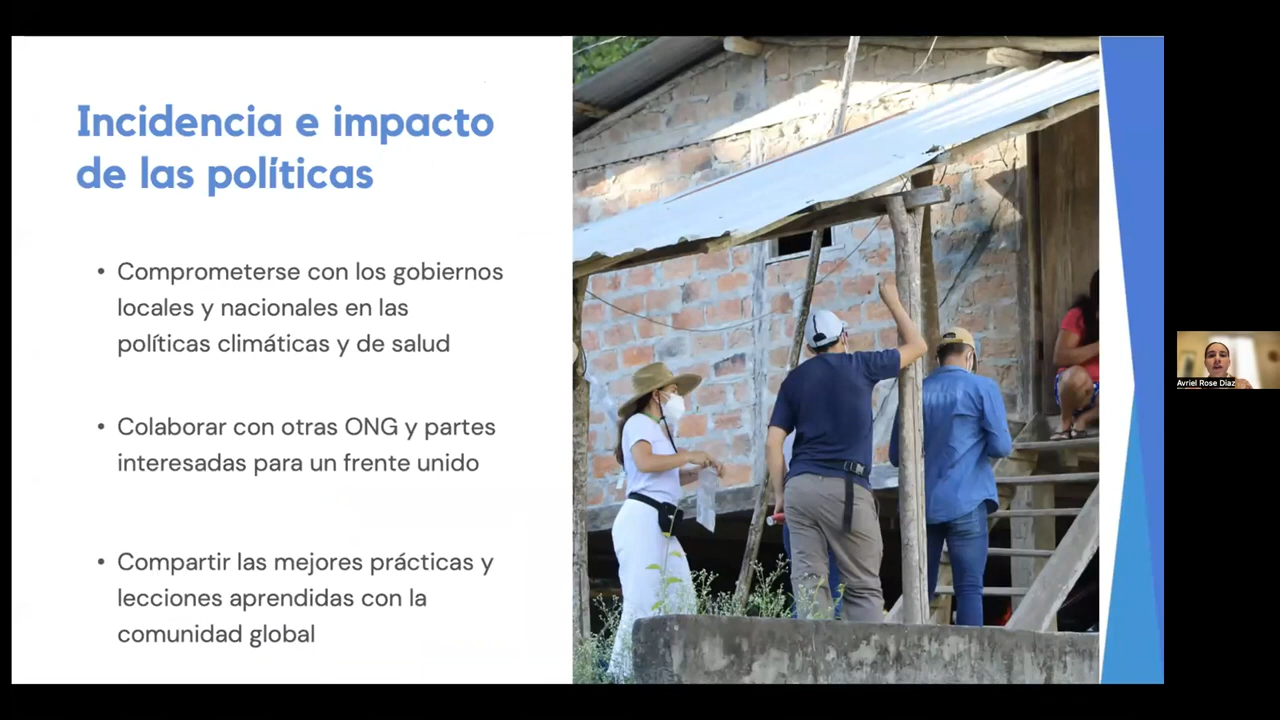 Incidencia e impacto
de las políticas
• Comprometerse con los gobiernos
locales y nacionales en las
políticas climáticas y de salud
• Colaborar con otras ONG y partes
interesadas para un frente unido
• Compartir las mejores prácticas y
lecciones aprendidas con la
comunidad global
Avriel Rose Diaz